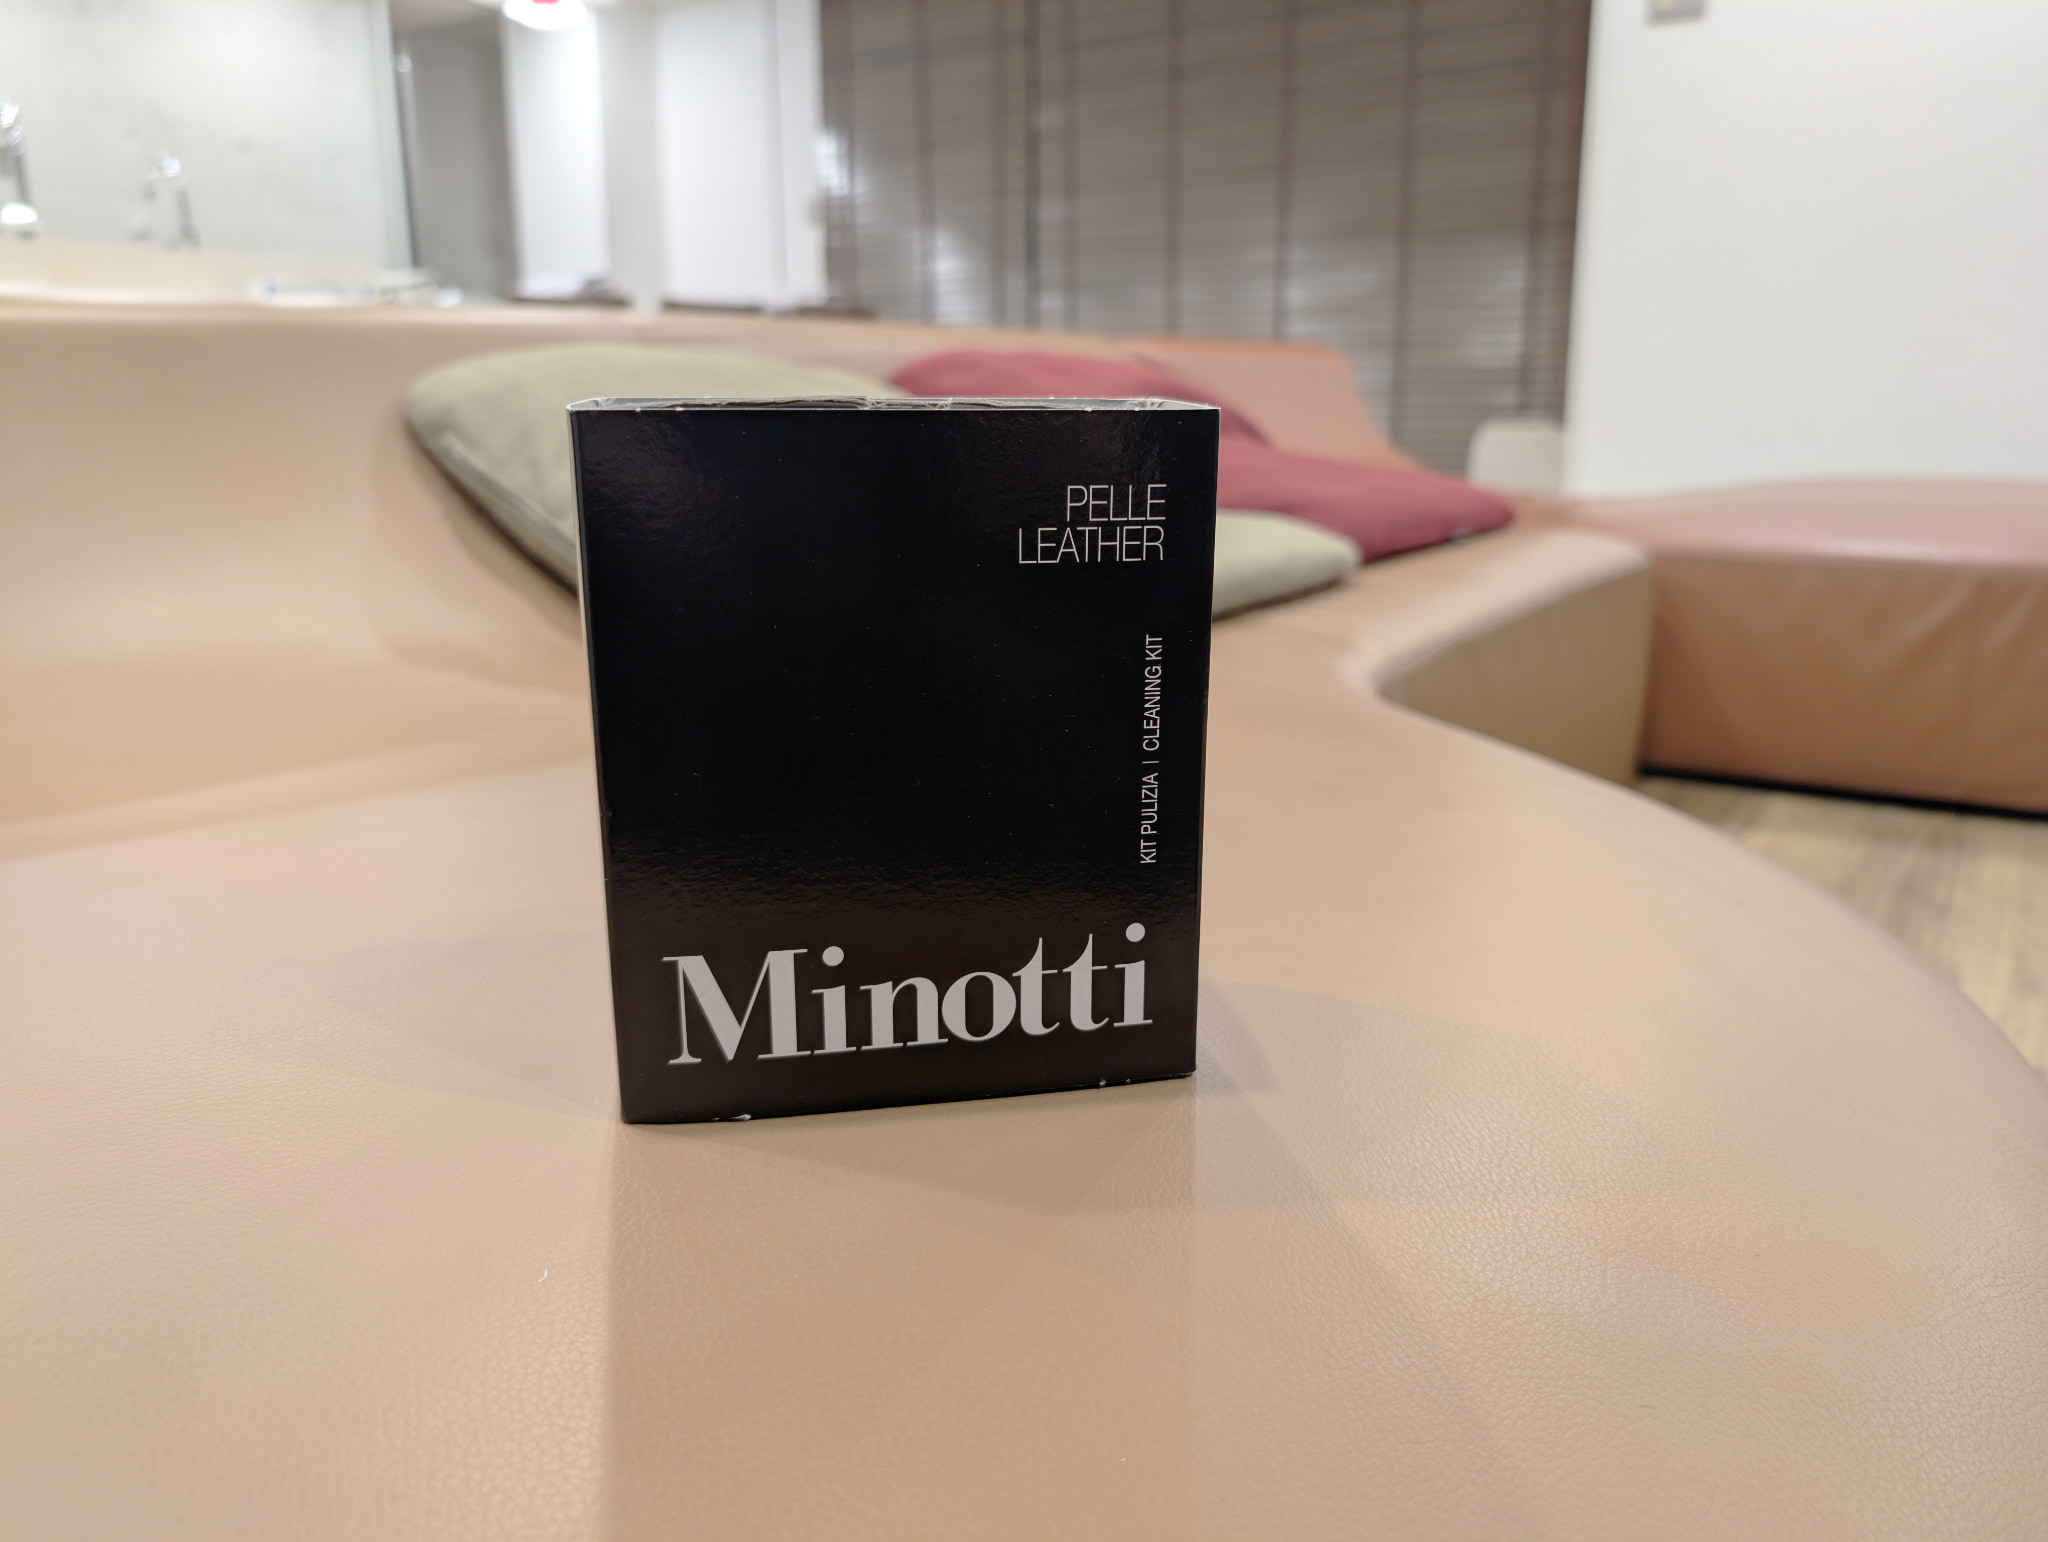 PELLE
LEATHER
KIT PULIZIA | CLEANING KIT
Minotti